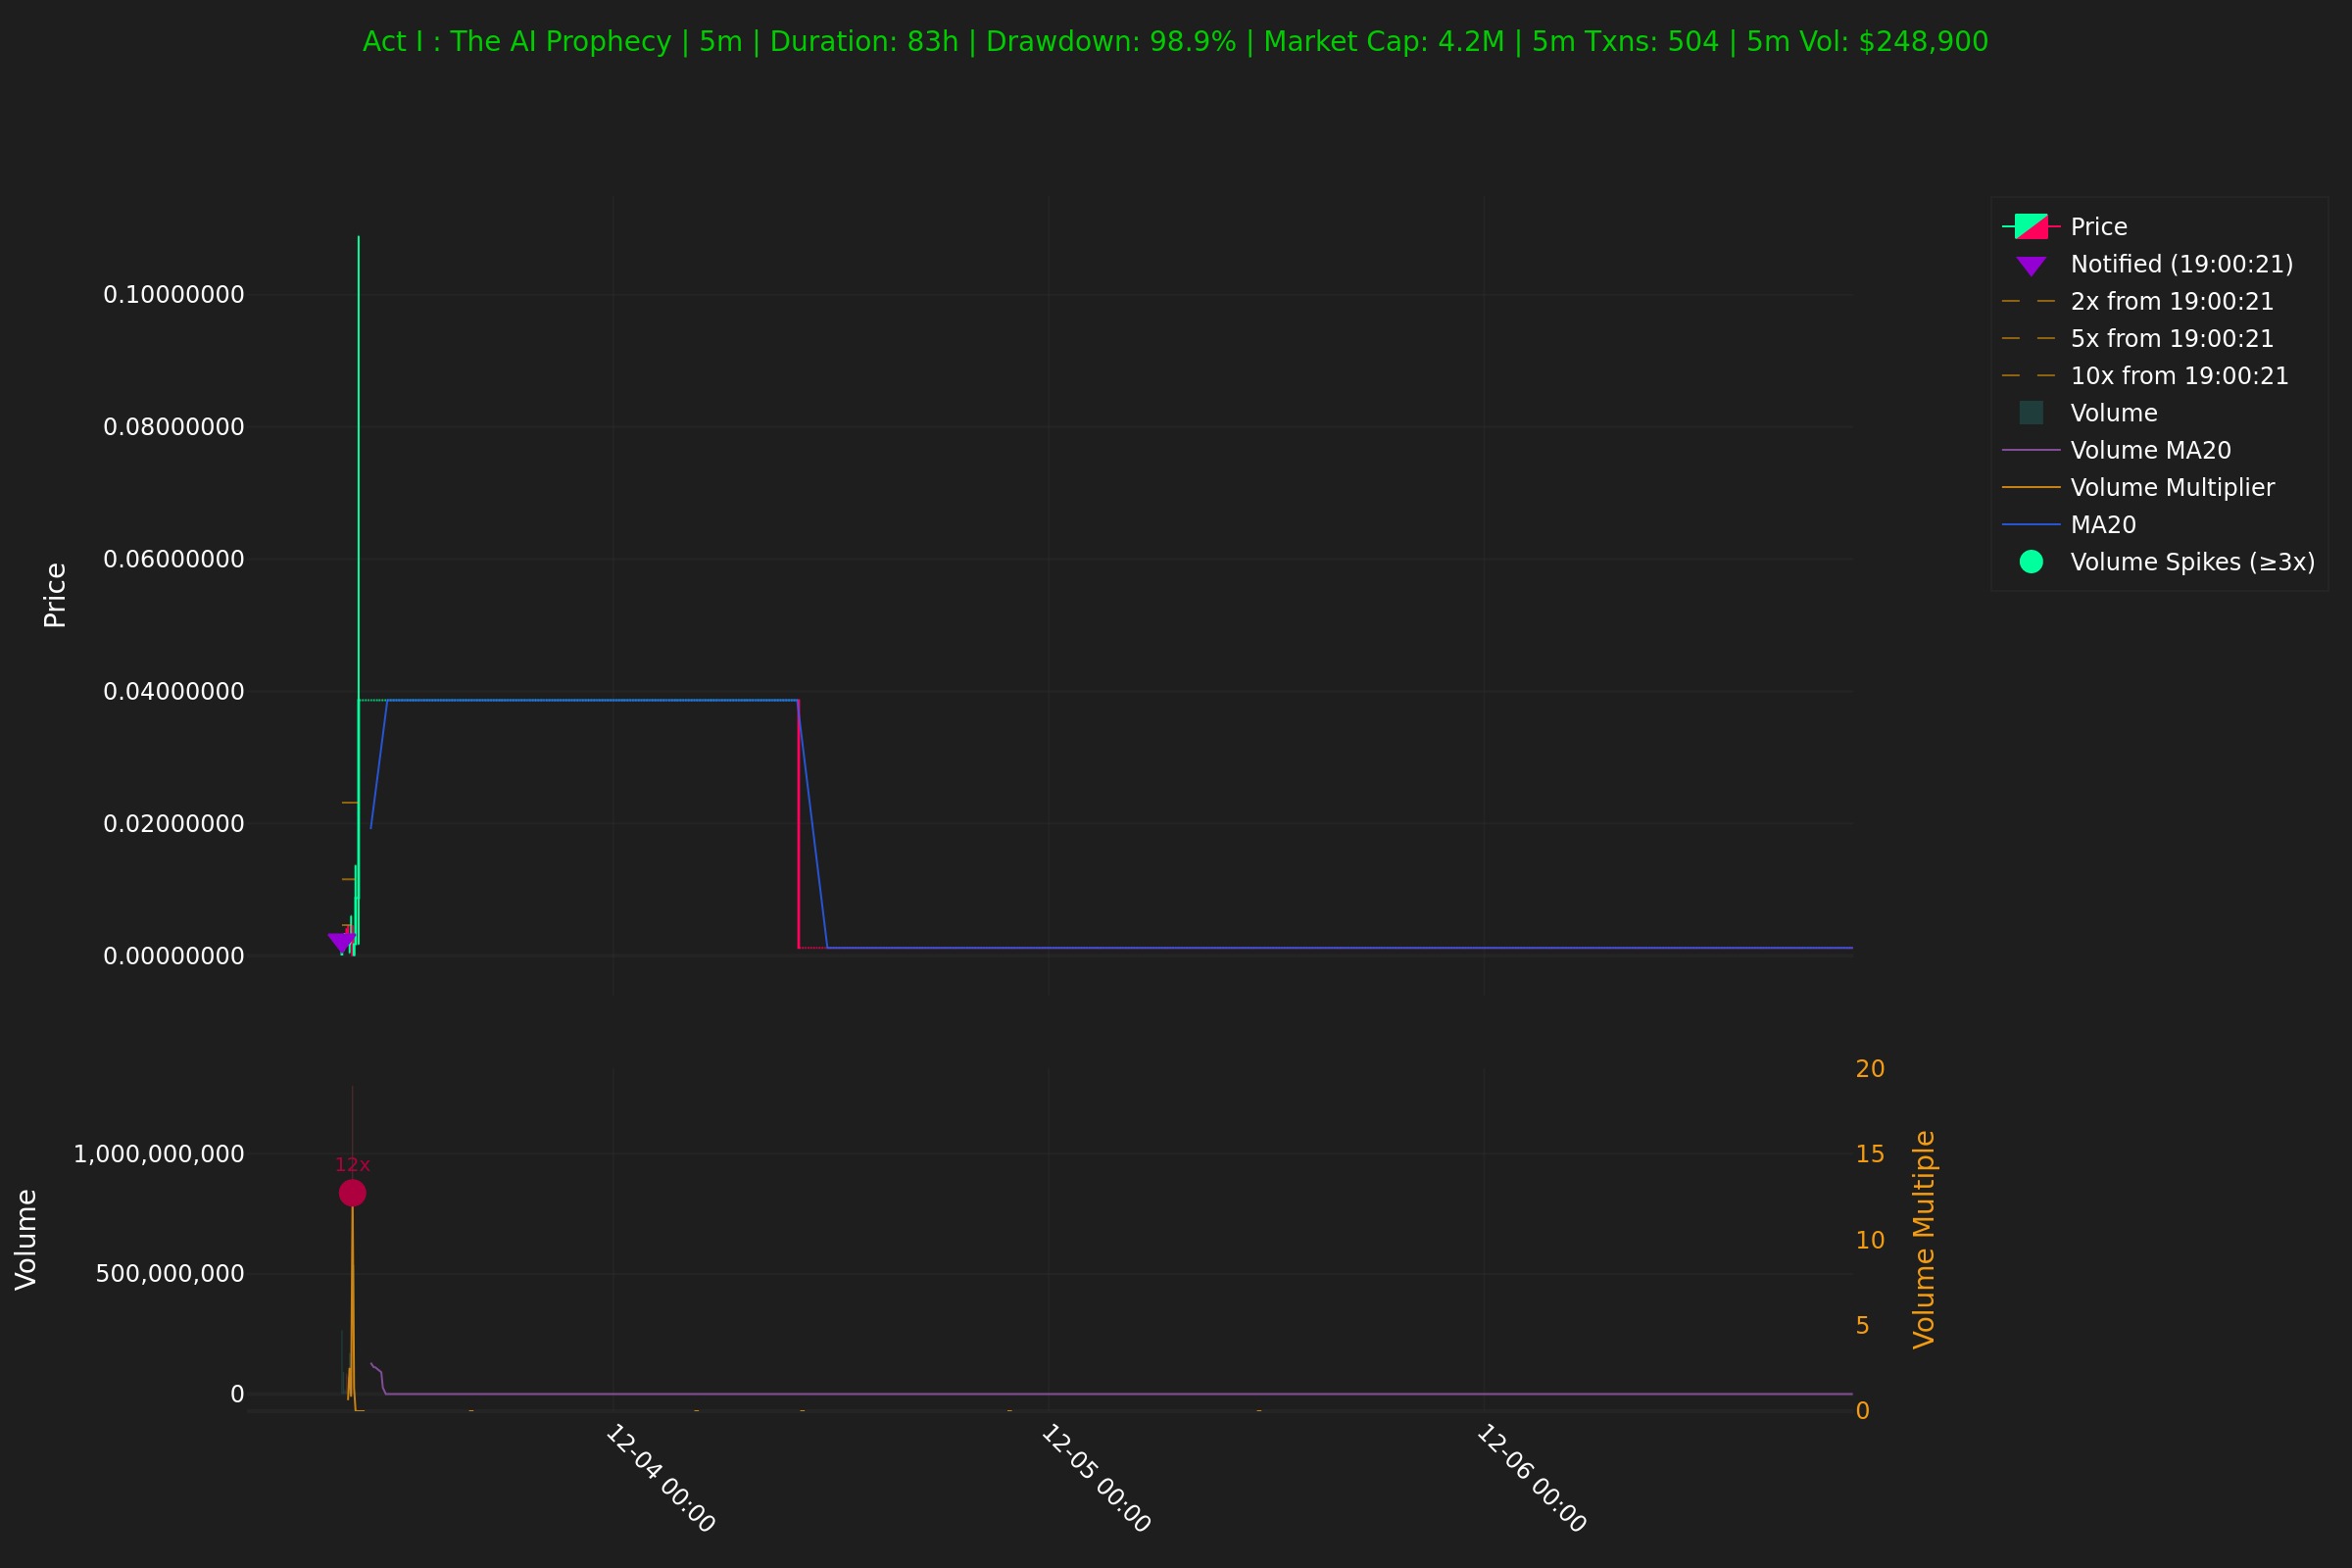 Act I : The AI Prophecy | 5m | Duration: 83h | Drawdown: 98.9% | Market Cap: 4.2M | 5m Txns: 504 | 5m Vol: $248,900
Price
0.10000000
0.08000000
0.06000000
0.04000000
0.02000000
0.00000000
Price
Notified (19:00:21)
2x from 19:00:21
5x from 19:00:21
10x from 19:00:21
Volume
Volume MA20
Volume Multiplier
MA20
Volume Spikes (≥3x)
Volume
1,000,000,000
500,000,000
0
12x
20
15
10
5
0
Volume Multiple
12-04 00:00
12-05 00:00
12-06 00:00